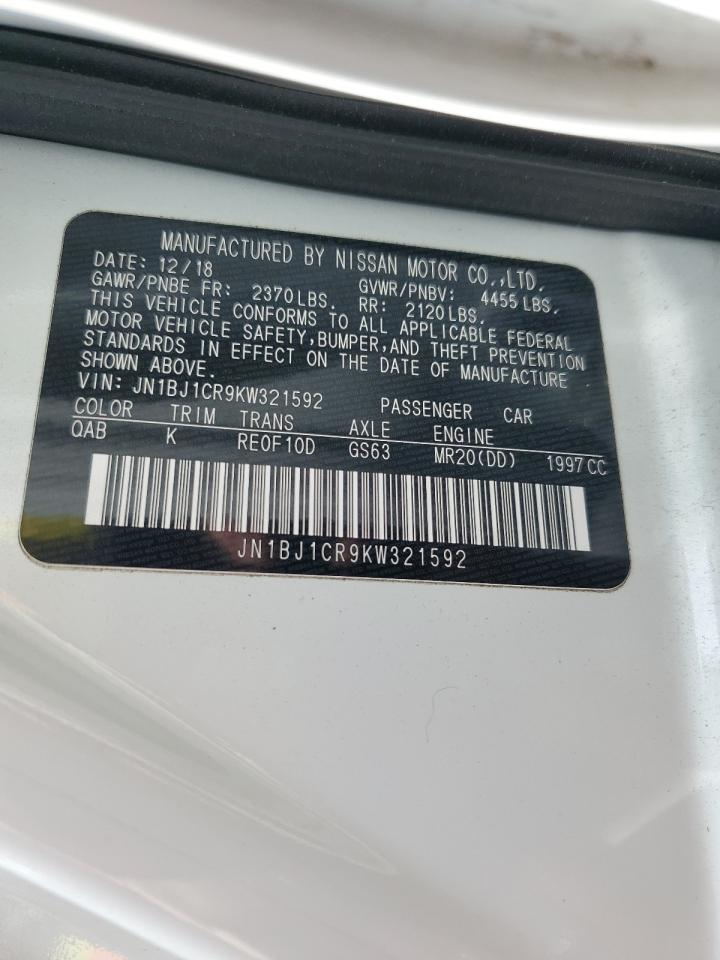 MANUFACTURED BY NISSAN MOTOR CO.,LTD.
DATE: 12/18
GAWR/PNBE FR: 2370LBS. GVWR/PNBV: 4455LBS.
RR: 2120LBS.
THIS VEHICLE CONFORMS TO ALL APPLICABLE FEDERAL
MOTOR VEHICLE SAFETY,BUMPER,AND THEFT PREVENTION
STANDARDS IN EFFECT ON THE DATE OF MANUFACTURE
SHOWN ABOVE.
VIN: JN1BJ1CR9KW321592 PASSENGER CAR
COLOR TRIM TRANS AXLE ENGINE
QAB K REOF10D GS63 MR20(DD) 1997CC
JN1BJ1CR9KW321592